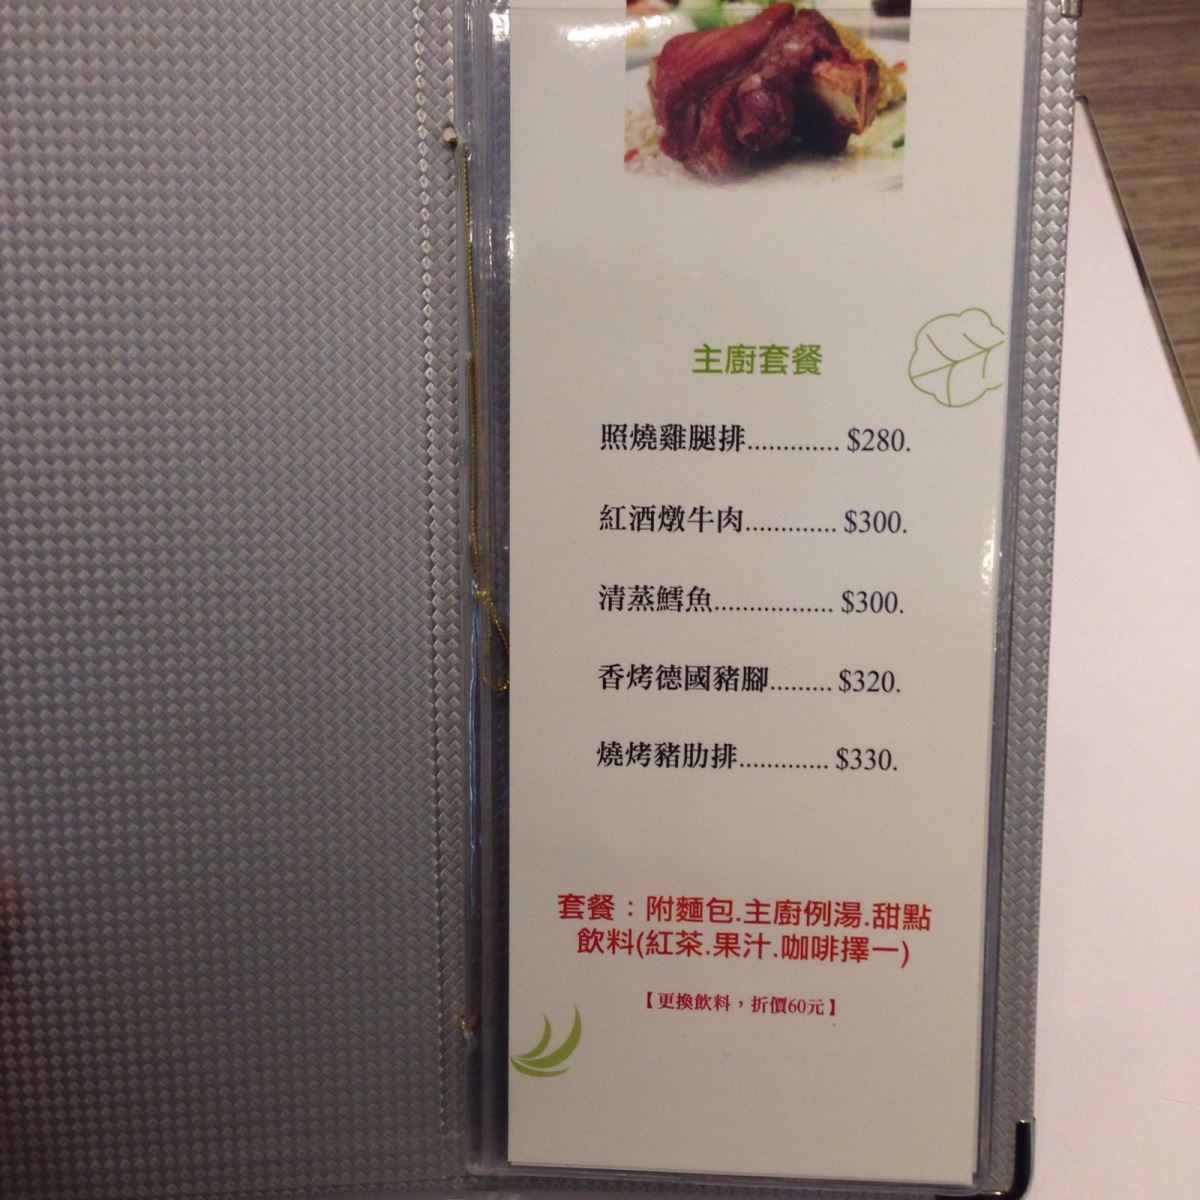 主廚套餐
照燒雞腿排............. $280.
紅酒燉牛肉............. $300.
清蒸鱈魚................. $300.
香烤德國豬腳......... $320.
燒烤豬肋排............. $330.
套餐：附麵包.主廚例湯.甜點
飲料(紅茶.果汁.咖啡擇一)
【更換飲料，折價60元】